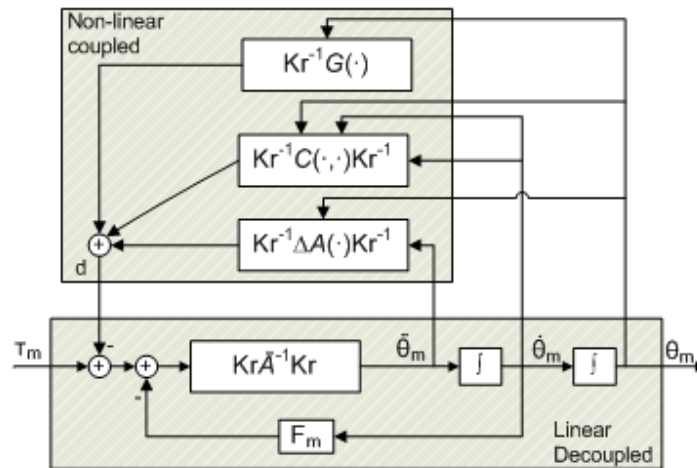 Non-linear
coupled
Kr⁻¹G(·)
Kr⁻¹C(·,·)Kr⁻¹
Kr⁻¹ΔA(·)Kr⁻¹
+
d
-
τm
+
+
-
KrĀ⁻¹Kr
θ̈m
∫
θ̇m
∫
θm
Fm
Linear
Decoupled